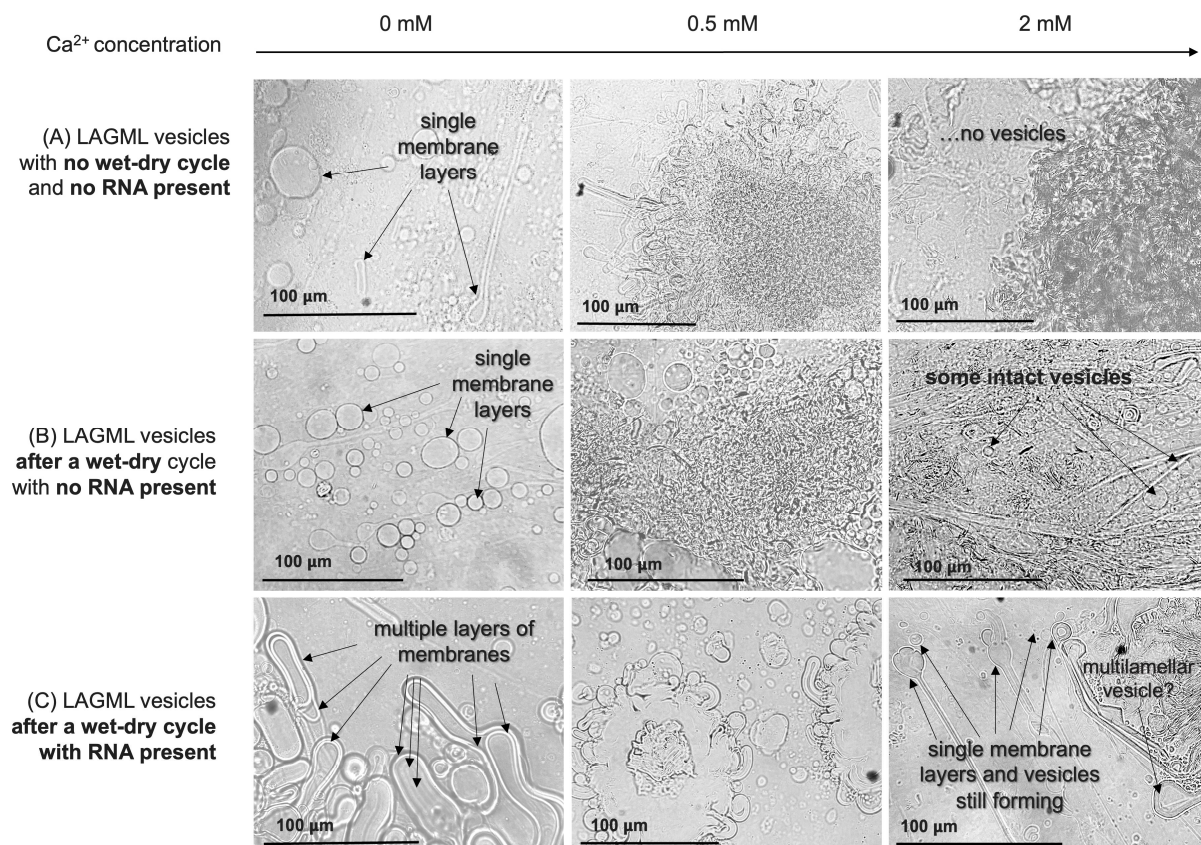 0 mM
0.5 mM
2 mM
Ca²⁺ concentration
(A) LAGML vesicles
with no wet-dry cycle
and no RNA present
single
membrane
layers
100 µm
100 µm
...no vesicles
100 µm
(B) LAGML vesicles
after a wet-dry cycle
with no RNA present
single
membrane
layers
100 µm
100 µm
some intact vesicles
100 µm
(C) LAGML vesicles
after a wet-dry cycle
with RNA present
multiple layers of
membranes
100 µm
100 µm
multilamellar
vesicle?
single membrane
layers and vesicles
still forming
100 µm